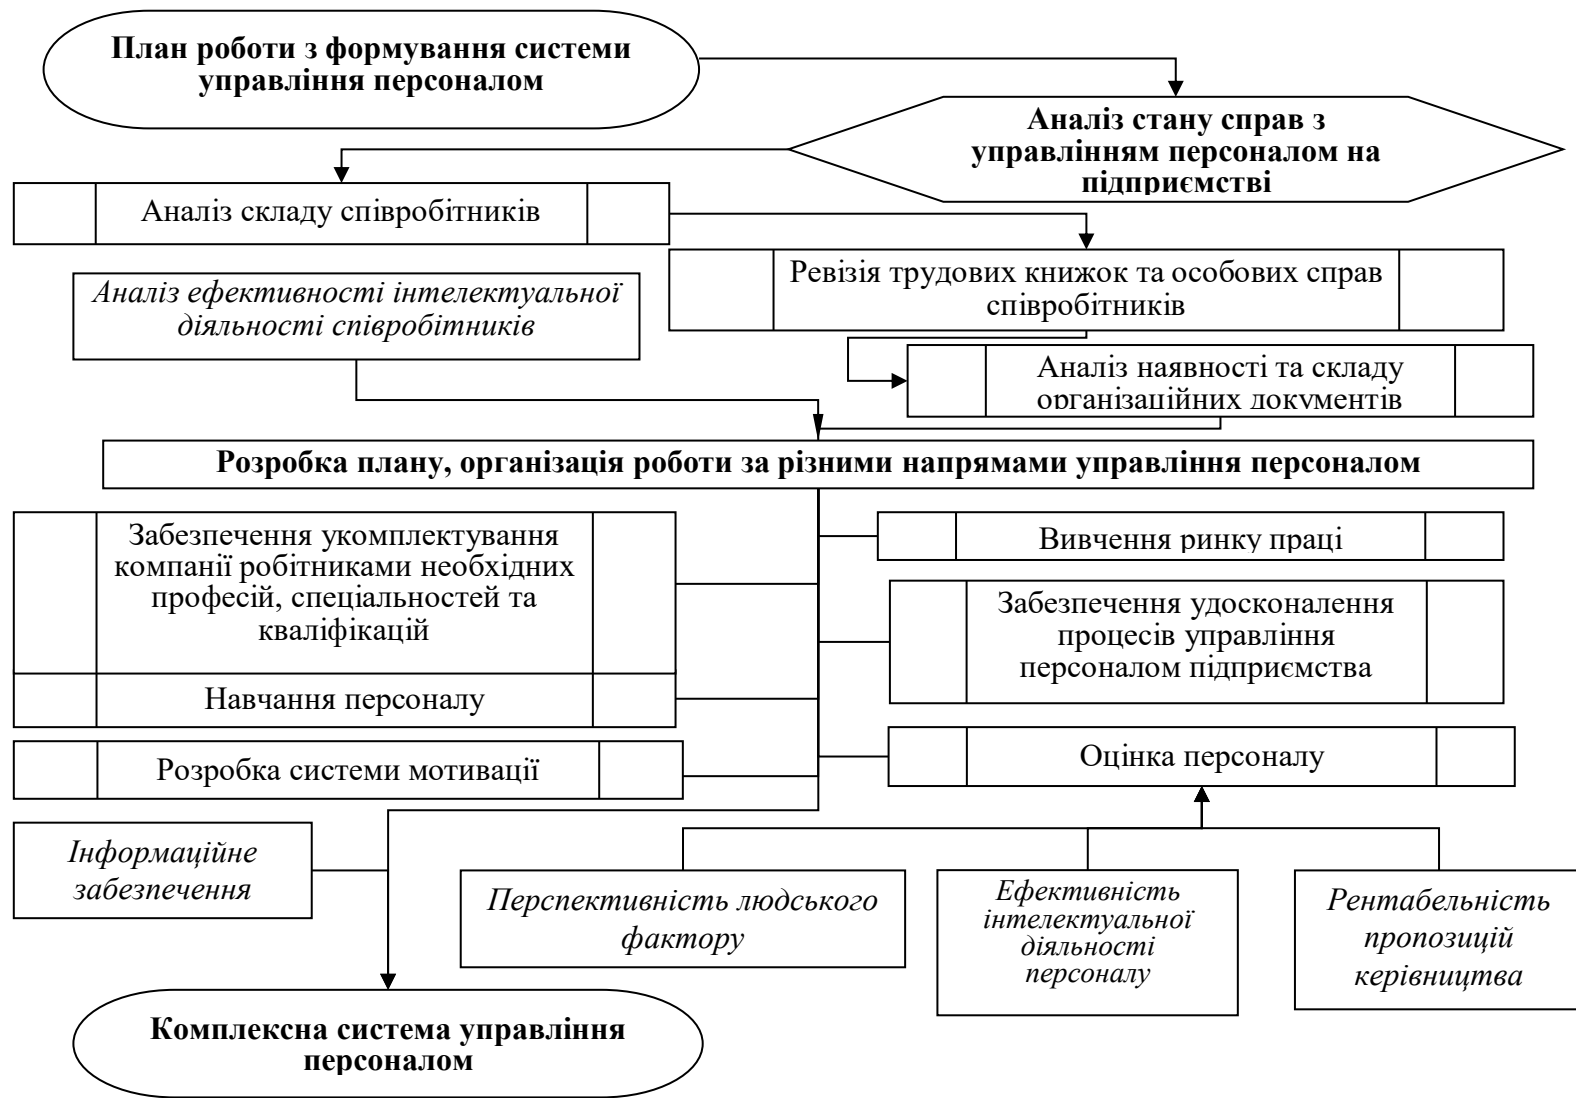 План роботи з формування системи
управління персоналом
Аналіз стану справ з
управлінням персоналом на
підприємстві
Аналіз складу співробітників
Ревізія трудових книжок та особових справ
співробітників
Аналіз ефективності інтелектуальної
діяльності співробітників
Аналіз наявності та складу
організаційних документів
Розробка плану, організація роботи за різними напрямами управління персоналом
Забезпечення укомплектування
компанії робітниками необхідних
професій, спеціальностей та
кваліфікацій
Вивчення ринку праці
Забезпечення удосконалення
процесів управління
персоналом підприємства
Навчання персоналу
Розробка системи мотивації
Оцінка персоналу
Інформаційне
забезпечення
Перспективність людського
фактору
Ефективність
інтелектуальної
діяльності
персоналу
Рентабельність
пропозицій
керівництва
Комплексна система управління
персоналом